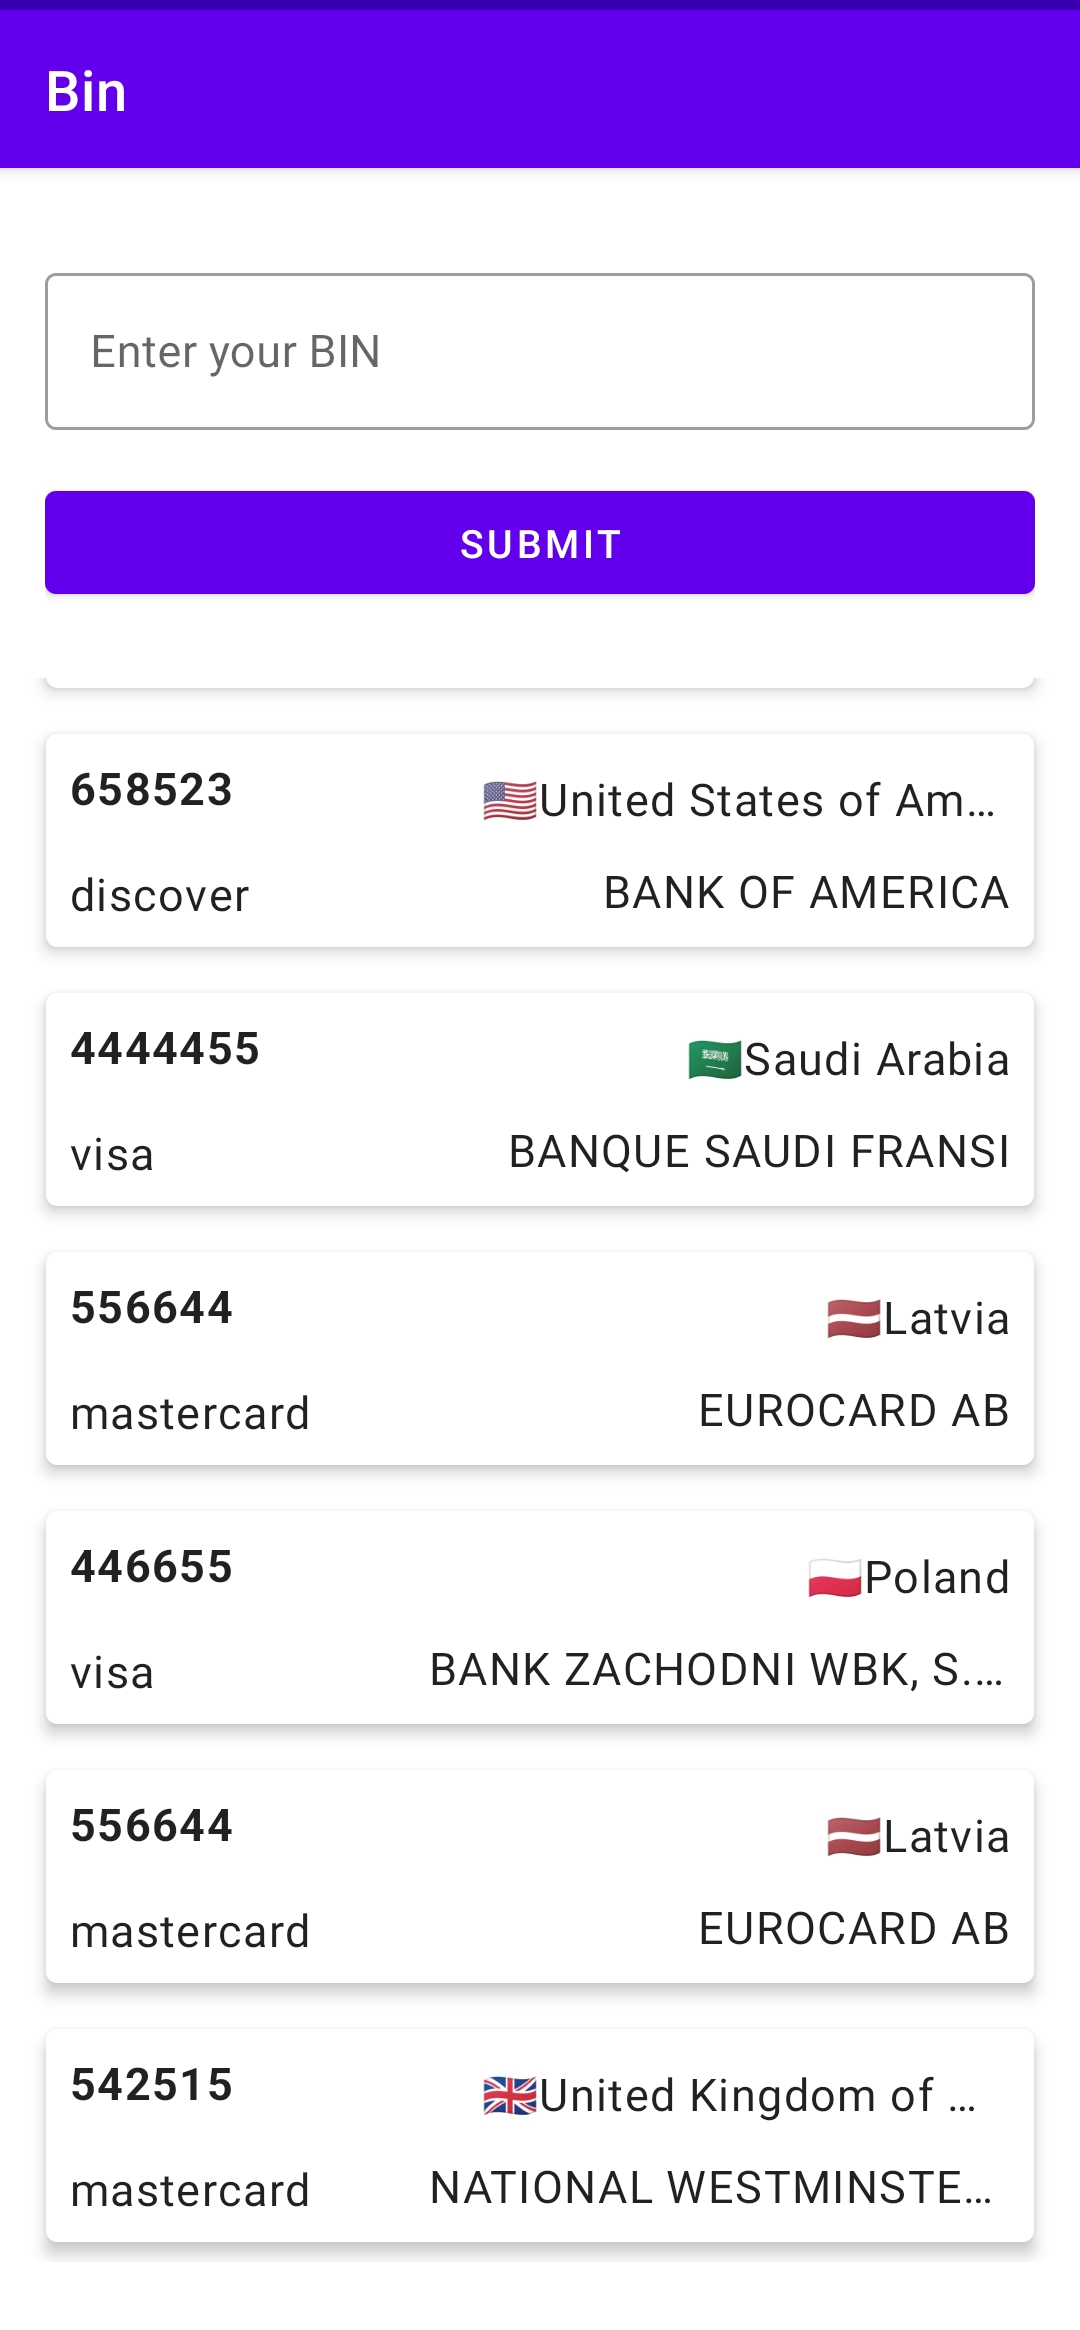 Bin
Enter your BIN
SUBMIT
658523
🇺🇸United States of Am…
discover
BANK OF AMERICA
4444455
🇸🇦Saudi Arabia
visa
BANQUE SAUDI FRANSI
556644
🇱🇻Latvia
mastercard
EUROCARD AB
446655
🇵🇱Poland
visa
BANK ZACHODNI WBK, S.…
556644
🇱🇻Latvia
mastercard
EUROCARD AB
542515
🇬🇧United Kingdom of …
mastercard
NATIONAL WESTMINSTE…